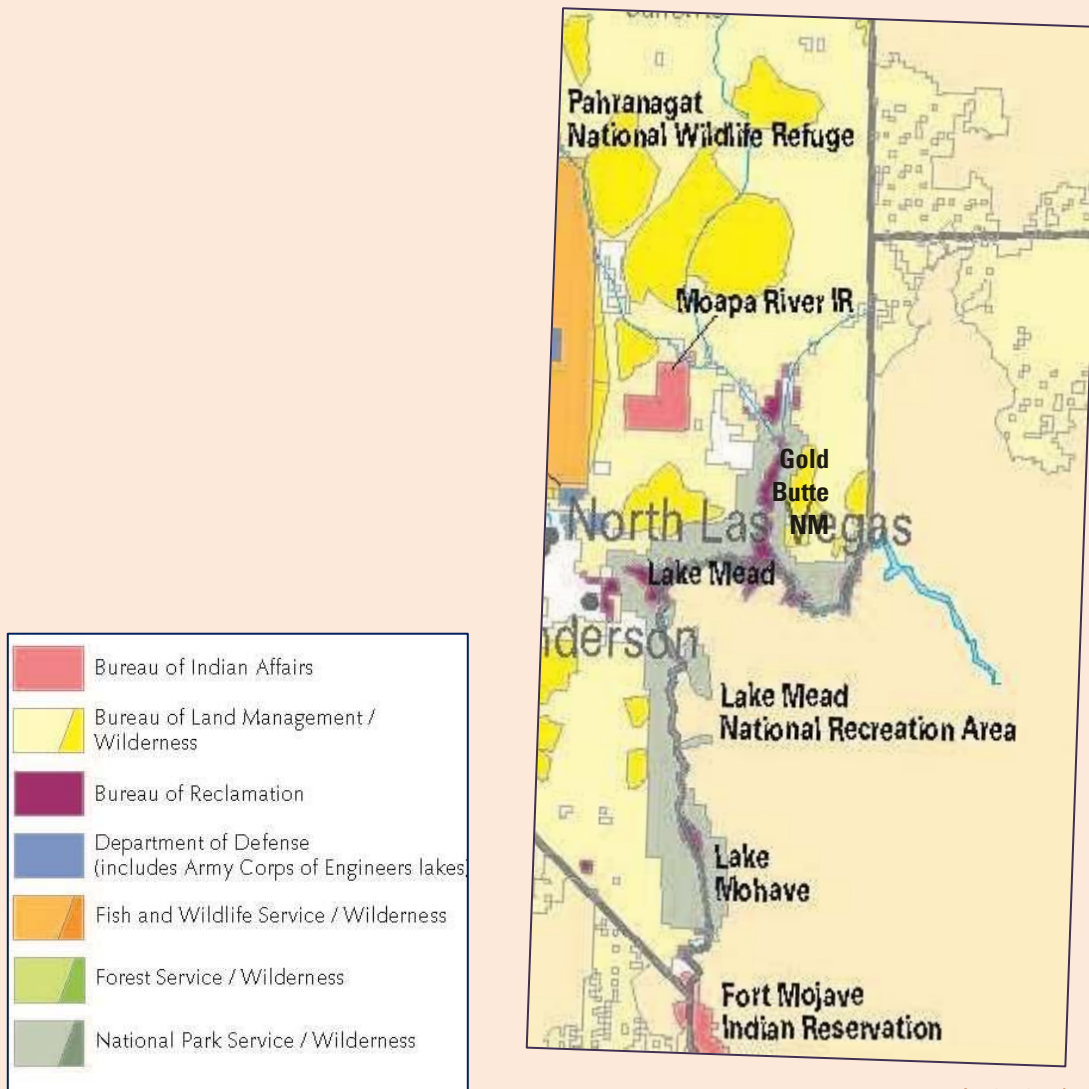 Pahranagat
National Wildlife Refuge
Moapa River IR
Gold
Butte
NM
North Las Vegas
Lake Mead
nderson
Lake Mead
National Recreation Area
Lake
Mohave
Fort Mojave
Indian Reservation
Bureau of Indian Affairs
Bureau of Land Management /
Wilderness
Bureau of Reclamation
Department of Defense
(includes Army Corps of Engineers lakes)
Fish and Wildlife Service / Wilderness
Forest Service / Wilderness
National Park Service / Wilderness